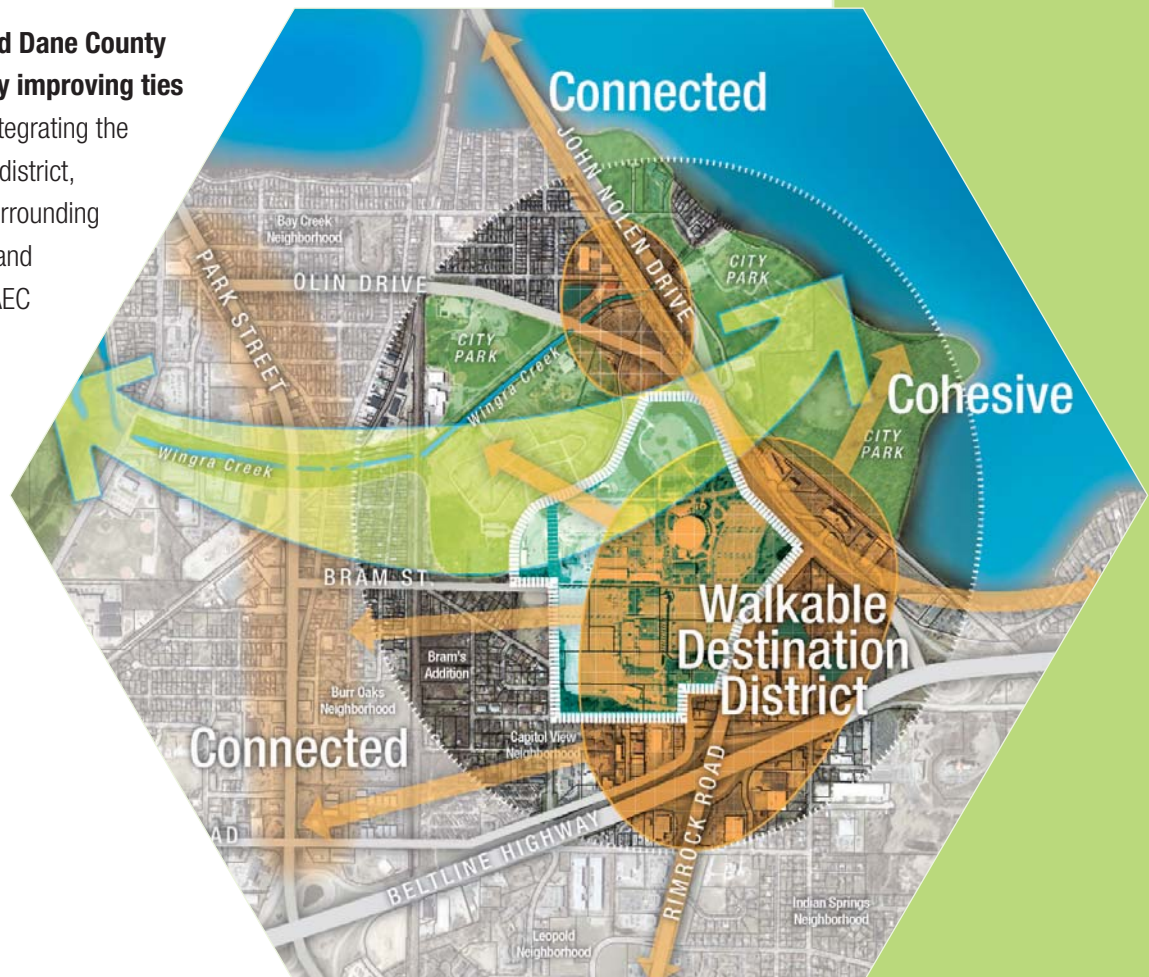 d Dane County
y improving ties
tegrating the
district,
rrounding
and
AEC
Connected
JOHN NOLEN DRIVE
Bay Creek
Neighborhood
PARK STREET
OLIN DRIVE
CITY
PARK
CITY
PARK
Wingra Creek
Cohesive
CITY
PARK
Wingra Creek
BRAM ST.
Walkable
Destination
District
Bram's
Addition
Burr Oaks
Neighborhood
Capitol View
Neighborhood
Connected
AD
BELTLINE HIGHWAY
RIMROCK ROAD
Indian Springs
Neighborhood
Leopold
Neighborhood